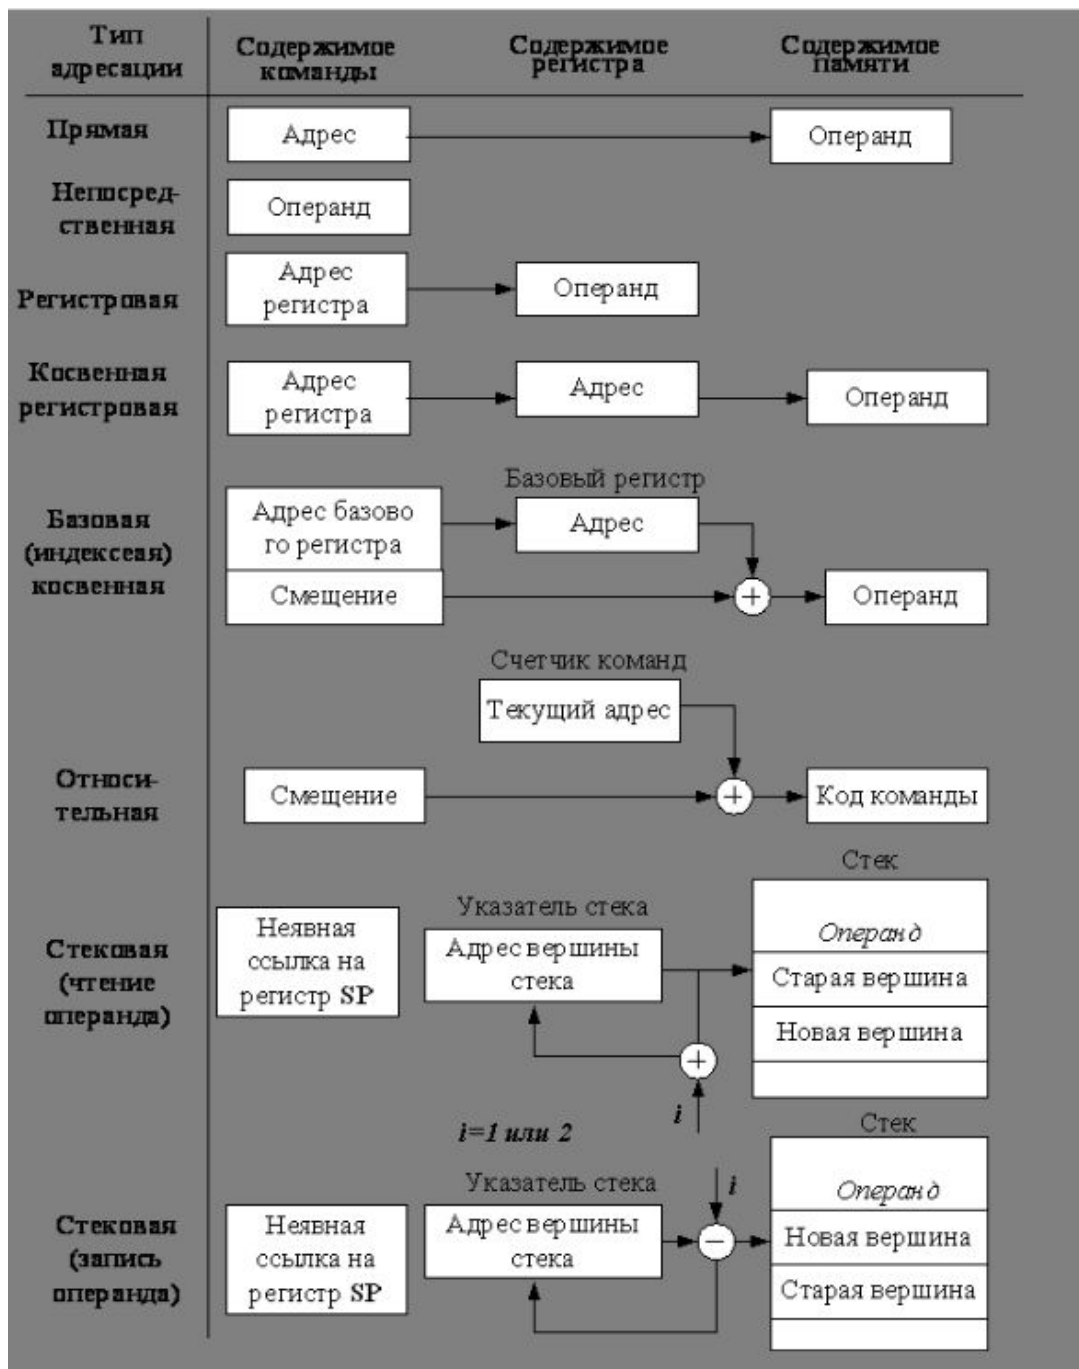 Тип
адресации
Содержимое
команды
Содержимое
регистра
Содержимое
памяти
Прямая
Адрес
Операнд
Непосред-
ственная
Операнд
Регистровая
Адрес
регистра
Операнд
Косвенная
регистровая
Адрес
регистра
Адрес
Операнд
Базовая
(индексеая)
косвенная
Адрес базово
го регистра
Смещение
Базовый регистр
Адрес
+
Операнд
Относи-
тельная
Смещение
Счетчик команд
Текущий адрес
+
Код команды
Стековая
(чтение
операнда)
Неявная
ссылка на
регистр SP
Указатель стека
Адрес вершины
стека
+
i
i=1 или 2
Стек
Операнд
Старая вершина
Новая вершина
Стековая
(запись
операнда)
Неявная
ссылка на
регистр SP
Указатель стека
Адрес вершины
стека
i
−
Стек
Операнд
Новая вершина
Старая вершина